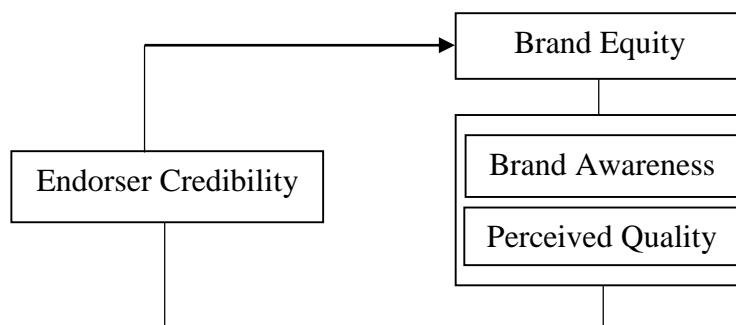 Brand Equity
Endorser Credibility
Brand Awareness
Perceived Quality